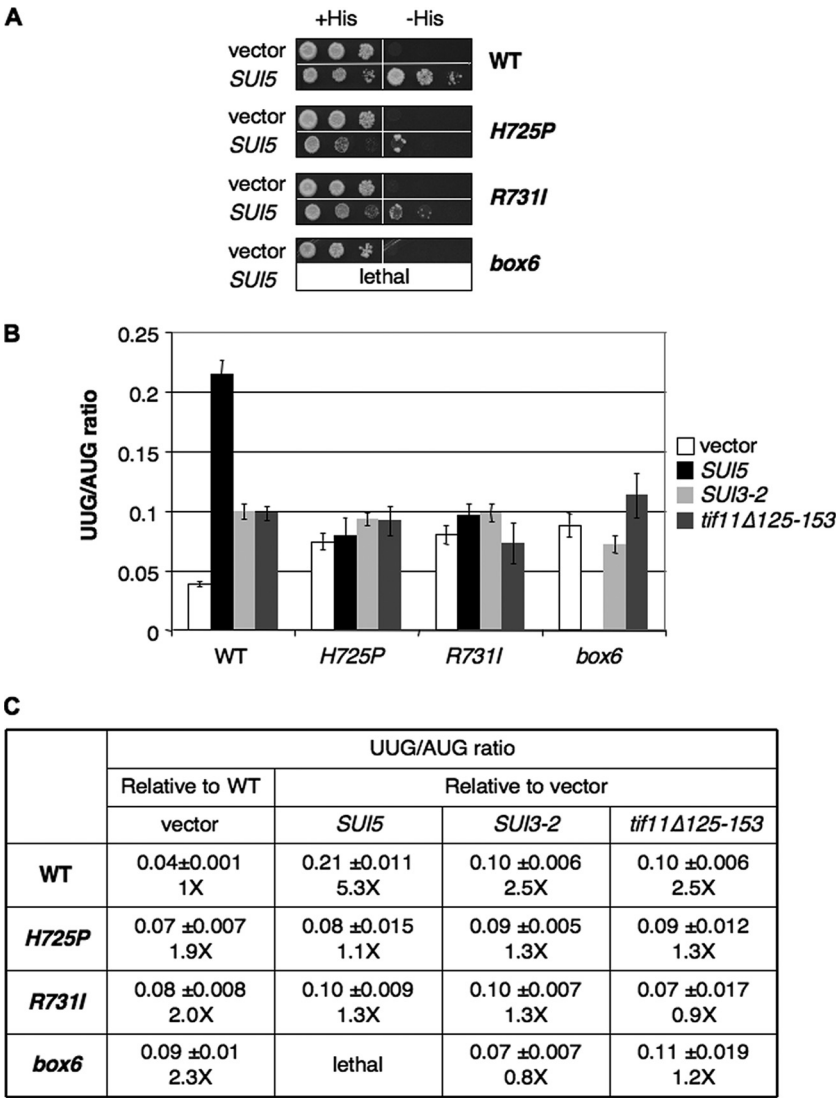 A
+His -His
vector
SUI5
WT
vector
SUI5
H725P
vector
SUI5
R731I
vector
SUI5
lethal
box6
B
UUG/AUG ratio
0.25
0.2
0.15
0.1
0.05
0
WT H725P R731I box6
vector
SUI5
SUI3-2
tif11Δ125-153
C
UUG/AUG ratio
Relative to WT Relative to vector
vector SUI5 SUI3-2 tif11Δ125-153
WT
0.04±0.001 0.21 ±0.011 0.10 ±0.006 0.10 ±0.006
1X 5.3X 2.5X 2.5X
H725P
0.07 ±0.007 0.08 ±0.015 0.09 ±0.005 0.09 ±0.012
1.9X 1.1X 1.3X 1.3X
R731I
0.08 ±0.008 0.10 ±0.009 0.10 ±0.007 0.07 ±0.017
2.0X 1.3X 1.3X 0.9X
box6
0.09 ±0.01 lethal 0.07 ±0.007 0.11 ±0.019
2.3X 0.8X 1.2X